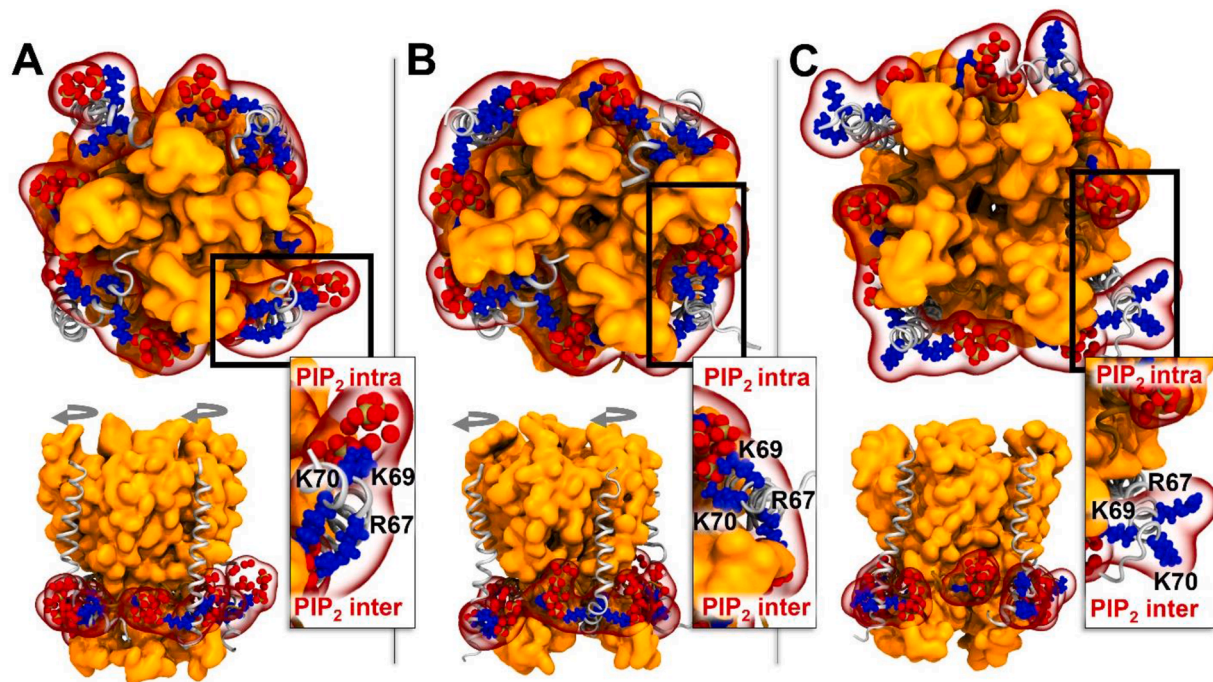 A
B
C
PIP2 intra
K70
K69
R67
PIP2 inter
PIP2 intra
K69
R67
K70
PIP2 inter
PIP2 intra
R67
K69
K70
PIP2 inter